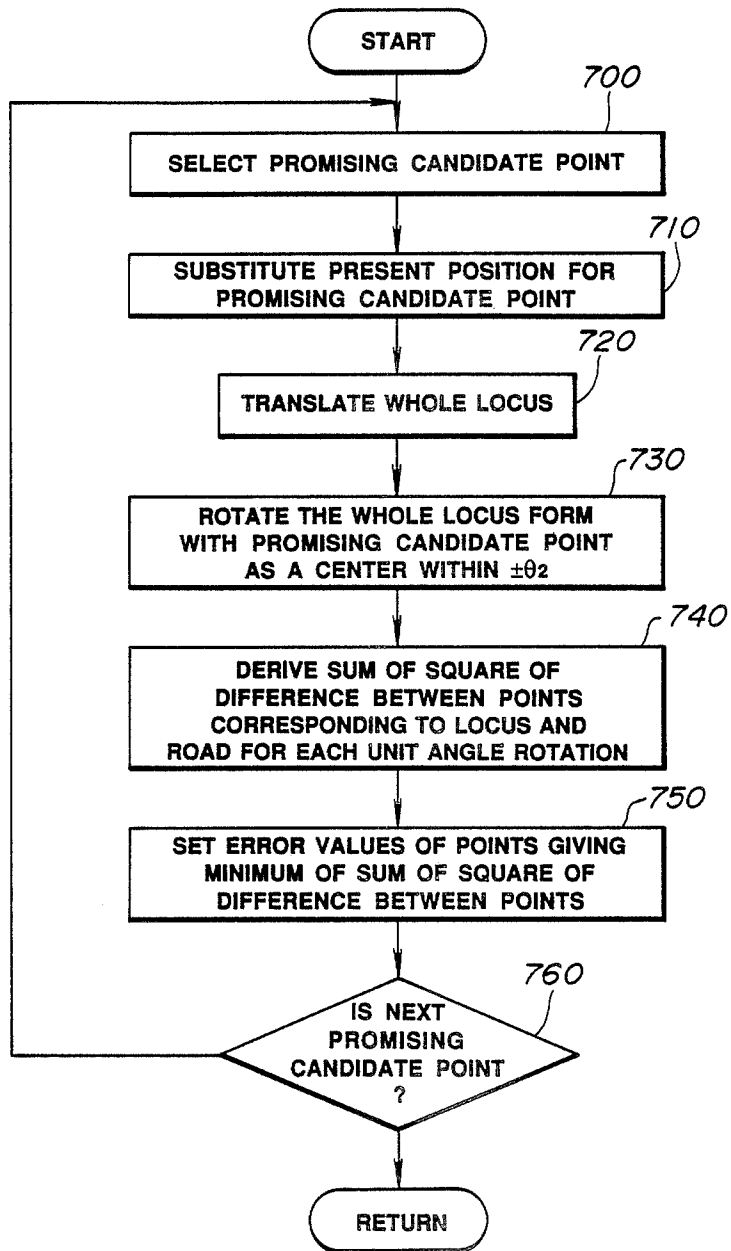 START
700
SELECT PROMISING CANDIDATE POINT
710
SUBSTITUTE PRESENT POSITION FOR
PROMISING CANDIDATE POINT
720
TRANSLATE WHOLE LOCUS
730
ROTATE THE WHOLE LOCUS FORM
WITH PROMISING CANDIDATE POINT
AS A CENTER WITHIN ±θ2
740
DERIVE SUM OF SQUARE OF
DIFFERENCE BETWEEN POINTS
CORRESPONDING TO LOCUS AND
ROAD FOR EACH UNIT ANGLE ROTATION
750
SET ERROR VALUES OF POINTS GIVING
MINIMUM OF SUM OF SQUARE OF
DIFFERENCE BETWEEN POINTS
760
IS NEXT
PROMISING
CANDIDATE POINT
?
RETURN